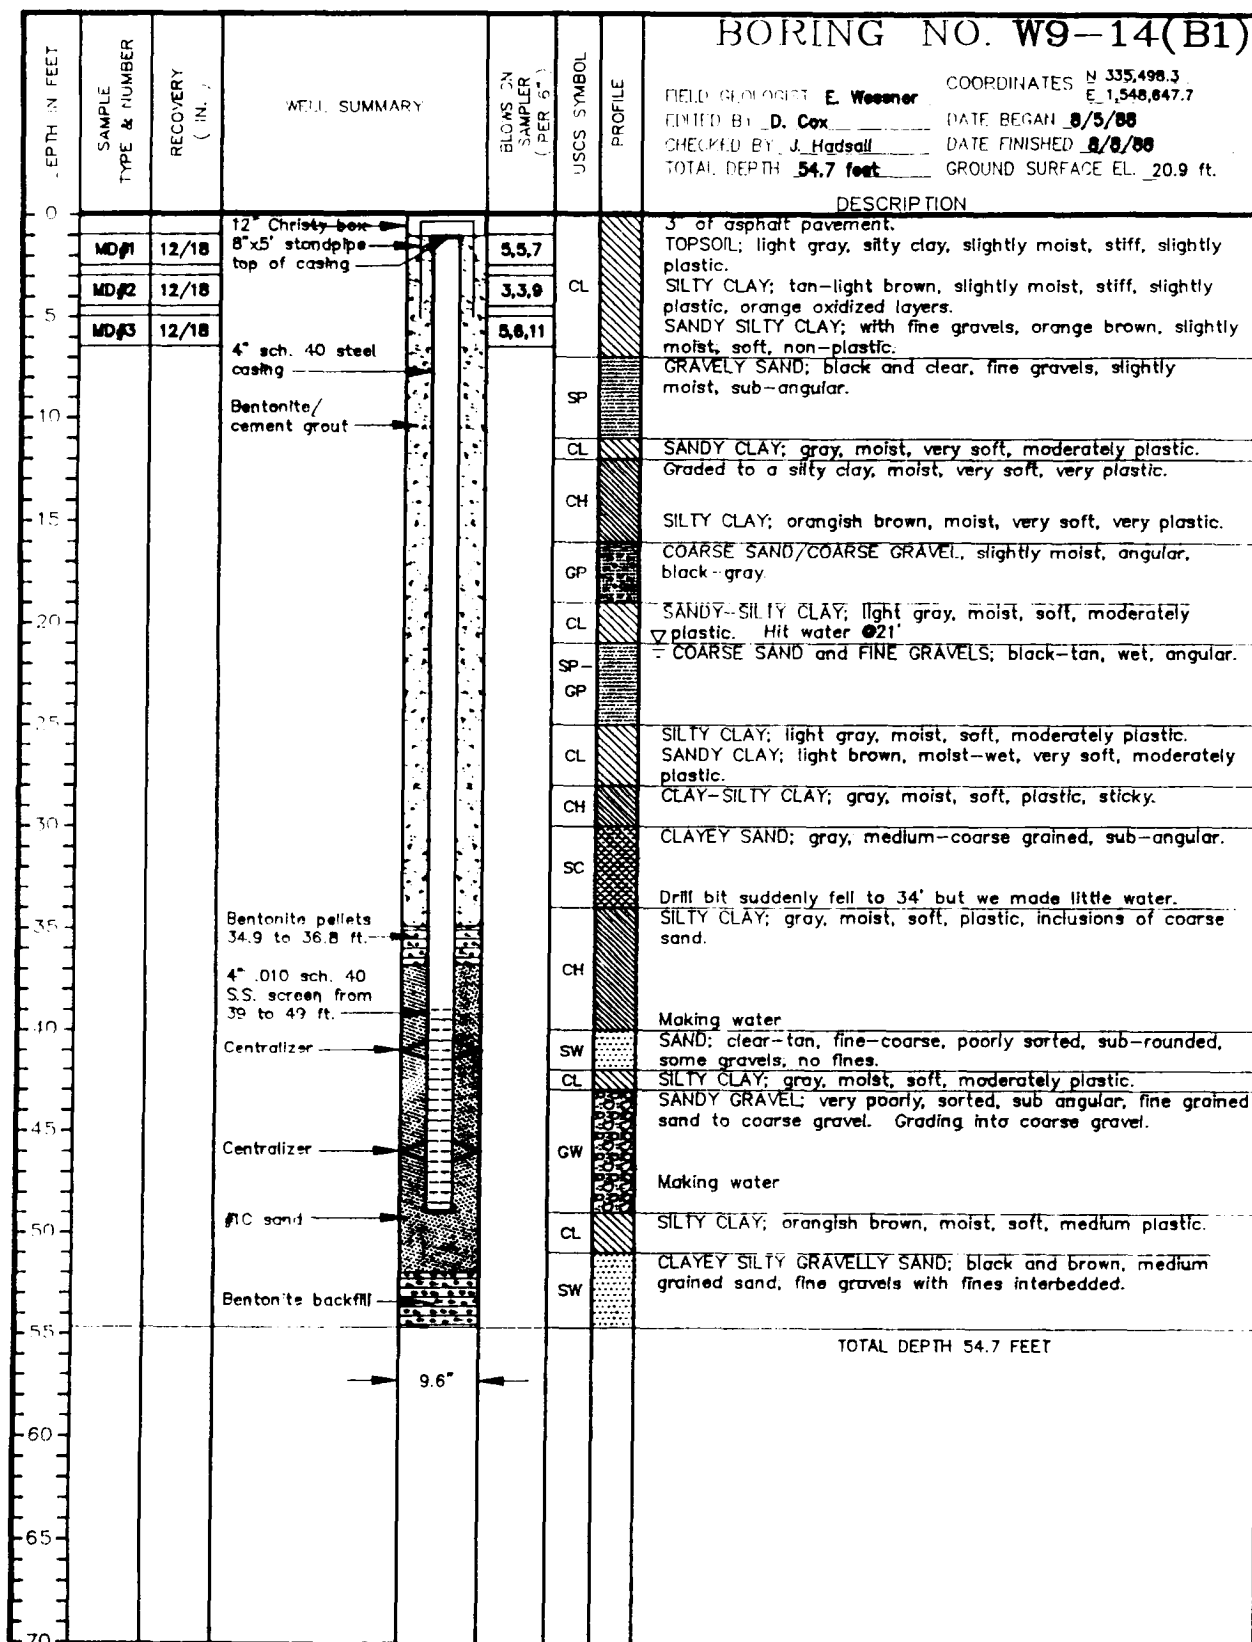 BORING NO. W9-14(B1)
DEPTH IN FEET
SAMPLE TYPE & NUMBER
RECOVERY (IN.)
WELL SUMMARY
BLOWS ON SAMPLER (PER 6")
USCS SYMBOL
PROFILE
FIELD GEOLOGIST E. Wessner
COORDINATES N 335,498.3
E 1,548,647.7
EDITED BY D. Cox
DATE BEGAN 8/5/88
CHECKED BY J. Hadsall
DATE FINISHED 8/8/88
TOTAL DEPTH 54.7 feet
GROUND SURFACE EL. 20.9 ft.
DESCRIPTION
0
5
10
15
20
25
30
35
40
45
50
55
60
65
70
MD#1 12/18
MD#2 12/18
MD#3 12/18
12" Christy box
8"x5' standpipe
top of casing
4" sch. 40 steel
casing
Bentonite/
cement grout
Bentonite pellets
34.9 to 36.8 ft.
4" .010 sch. 40
S.S. screen from
39 to 49 ft.
Centralizer
Centralizer
#1C sand
Bentonite backfill
9.6"
5,5,7
3,3,9
5,6,11
CL
SP
CL
CH
GP
CL
SP-
GP
CL
CH
SC
CH
SW
CL
GW
CL
SW
3" of asphalt pavement.
TOPSOIL; light gray, silty clay, slightly moist, stiff, slightly
plastic.
SILTY CLAY; tan-light brown, slightly moist, stiff, slightly
plastic, orange oxidized layers.
SANDY SILTY CLAY; with fine gravels, orange brown, slightly
moist, soft, non-plastic.
GRAVELY SAND; black and clear, fine gravels, slightly
moist, sub-angular.
SANDY CLAY; gray, moist, very soft, moderately plastic.
Graded to a silty clay, moist, very soft, very plastic.
SILTY CLAY; orangish brown, moist, very soft, very plastic.
COARSE SAND/COARSE GRAVEL, slightly moist, angular,
black-gray.
SANDY-SILTY CLAY; light gray, moist, soft, moderately
plastic. Hit water @21'
COARSE SAND and FINE GRAVELS; black-tan, wet, angular.
SILTY CLAY; light gray, moist, soft, moderately plastic.
SANDY CLAY; light brown, moist-wet, very soft, moderately
plastic.
CLAY-SILTY CLAY; gray, moist, soft, plastic, sticky.
CLAYEY SAND; gray, medium-coarse grained, sub-angular.
Drill bit suddenly fell to 34' but we made little water.
SILTY CLAY; gray, moist, soft, plastic, inclusions of coarse
sand.
Making water
SAND; clear-tan, fine-coarse, poorly sorted, sub-rounded,
some gravels, no fines.
SILTY CLAY; gray, moist, soft, moderately plastic.
SANDY GRAVEL; very poorly, sorted, sub angular, fine grained
sand to coarse gravel. Grading into coarse gravel.
Making water
SILTY CLAY; orangish brown, moist, soft, medium plastic.
CLAYEY SILTY GRAVELLY SAND; black and brown, medium
grained sand, fine gravels with fines interbedded.
TOTAL DEPTH 54.7 FEET